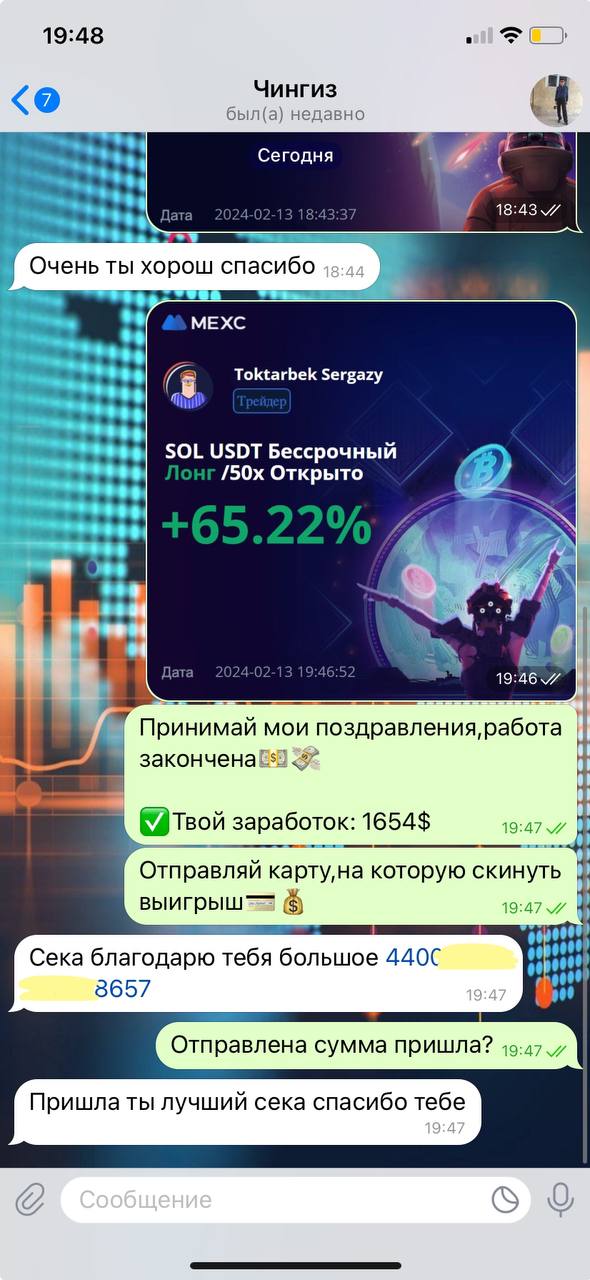 19:48
7
Чингиз
был(а) недавно
Сегодня
Дата 2024-02-13 18:43:37
18:43
Очень ты хорош спасибо 18:44
MEXC
Toktarbek Sergazy
Трейдер
SOL USDT Бессрочный
Лонг /50x Открыто
+65.22%
Дата 2024-02-13 19:46:52
19:46
Принимай мои поздравления,работа
закончена
Твой заработок: 1654$
19:47
Отправляй карту,на которую скинуть
выигрыш
19:47
Сека благодарю тебя большое 4400
8657
19:47
Отправлена сумма пришла? 19:47
Пришла ты лучший сека спасибо тебе
19:47
Сообщение